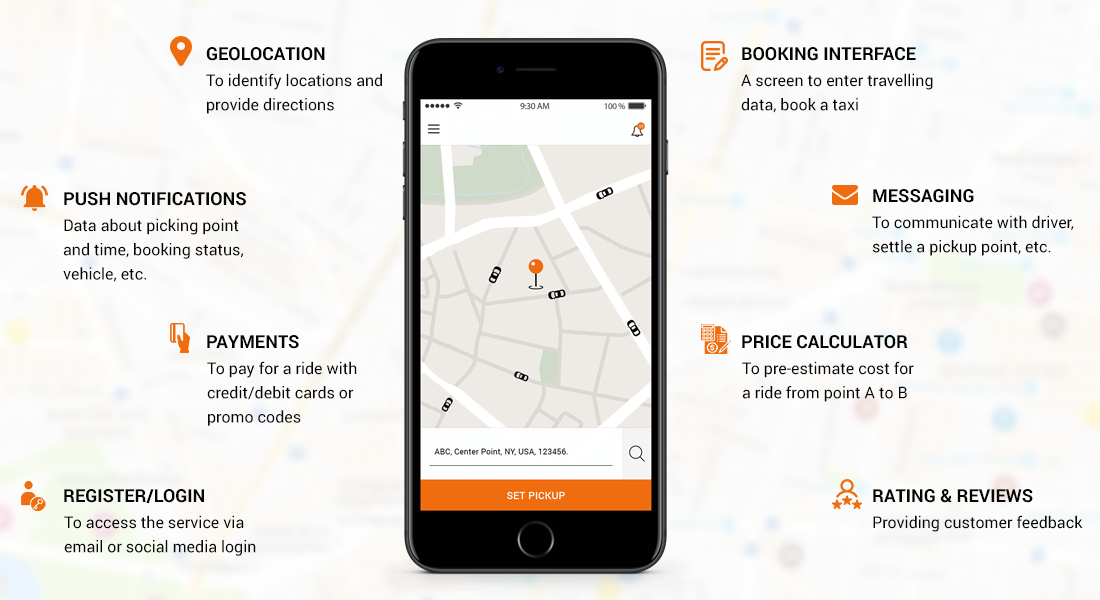 GEOLOCATION
To identify locations and
provide directions
PUSH NOTIFICATIONS
Data about picking point
and time, booking status,
vehicle, etc.
PAYMENTS
To pay for a ride with
credit/debit cards or
promo codes
REGISTER/LOGIN
To access the service via
email or social media login
9:30 AM
100 %
ABC, Center Point, NY, USA, 123456.
SET PICKUP
BOOKING INTERFACE
A screen to enter travelling
data, book a taxi
MESSAGING
To communicate with driver,
settle a pickup point, etc.
PRICE CALCULATOR
To pre-estimate cost for
a ride from point A to B
RATING & REVIEWS
Providing customer feedback